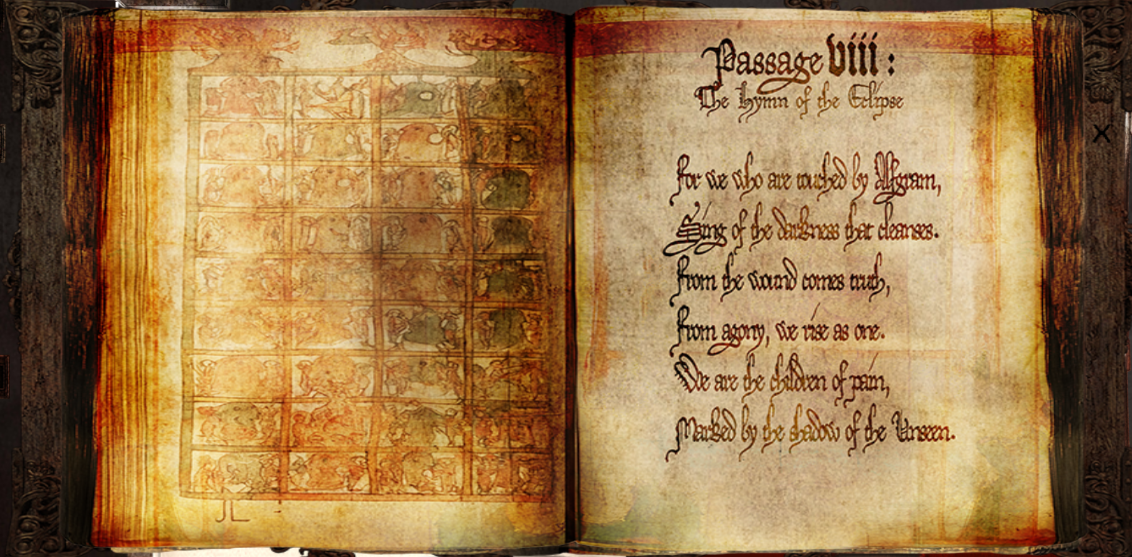 Passage viii :
The Hymn of the Eclipse
For we who are touched by Alfgram,
Sing of the darkness that cleanses.
From the wound comes truth,
From agony, we rise as one.
We are the children of pain,
Marked by the shadow of the Unseen.